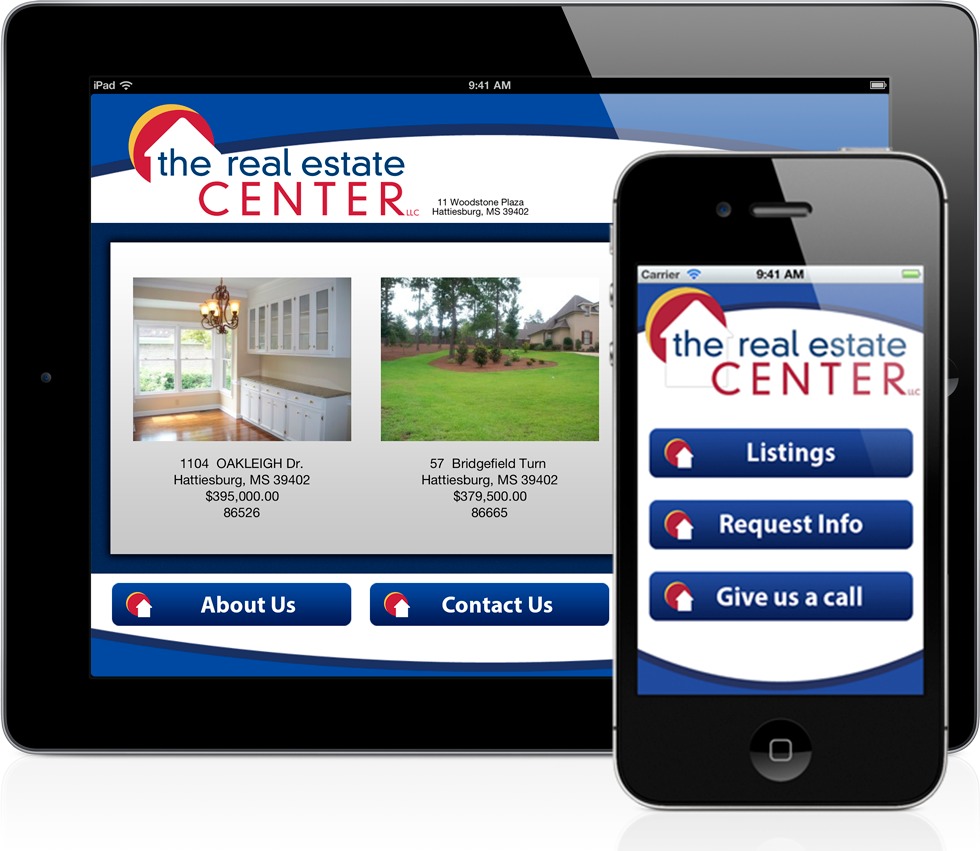 iPad
9:41 AM
the real estate
CENTER LLC
11 Woodstone Plaza
Hattiesburg, MS 39402
1104 OAKLEIGH Dr.
Hattiesburg, MS 39402
$395,000.00
86526
57 Bridgefield Turn
Hattiesburg, MS 39402
$379,500.00
86665
About Us
Contact Us
Carrier
9:41 AM
the real estate
CENTER LLC
Listings
Request Info
Give us a call